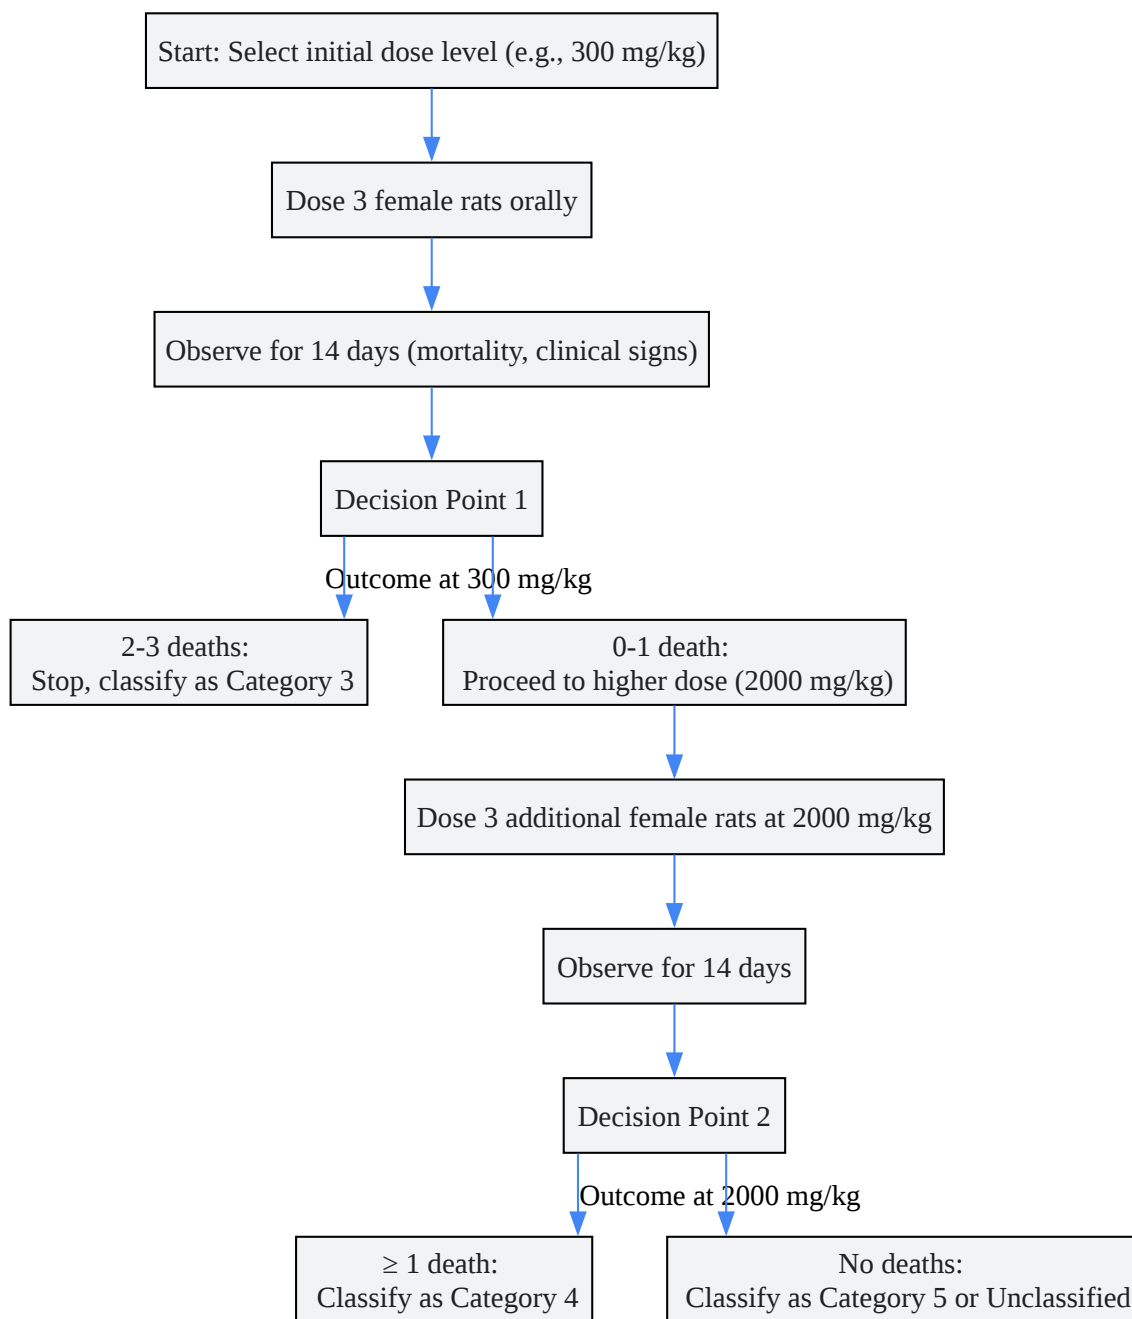 Start: Select initial dose level (e.g., 300 mg/kg)
Dose 3 female rats orally
Observe for 14 days (mortality, clinical signs)
Decision Point 1
Outcome at 300 mg/kg
2-3 deaths:
Stop, classify as Category 3
0-1 death:
Proceed to higher dose (2000 mg/kg)
Dose 3 additional female rats at 2000 mg/kg
Observe for 14 days
Decision Point 2
Outcome at 2000 mg/kg
≥ 1 death:
Classify as Category 4
No deaths:
Classify as Category 5 or Unclassified